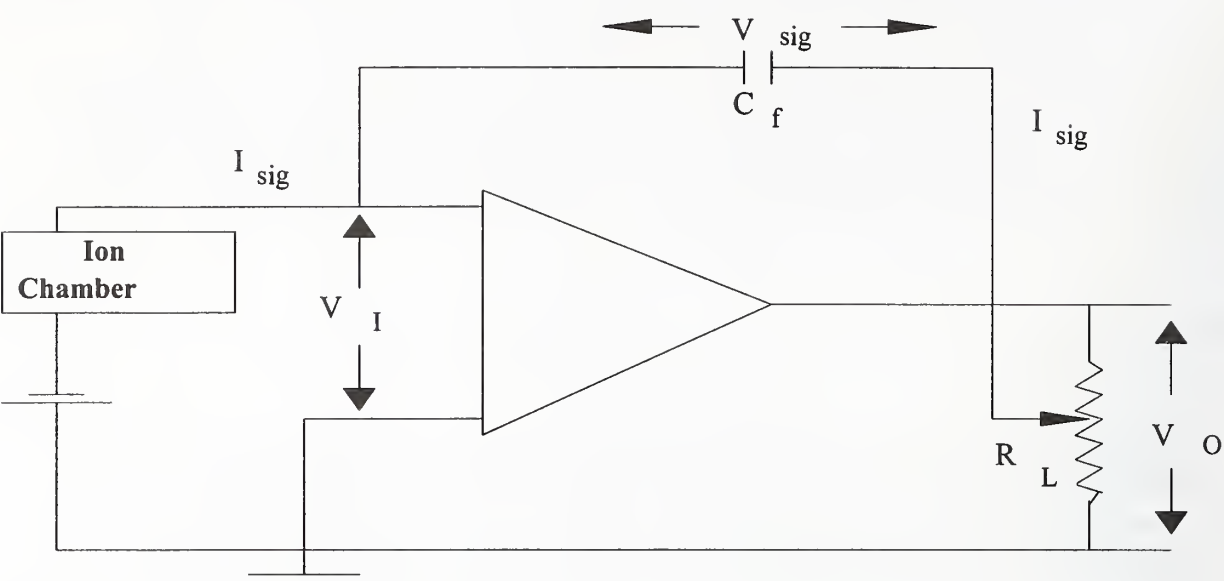 V sig
C f
I sig
I sig
Ion
Chamber
V I
R L
V O